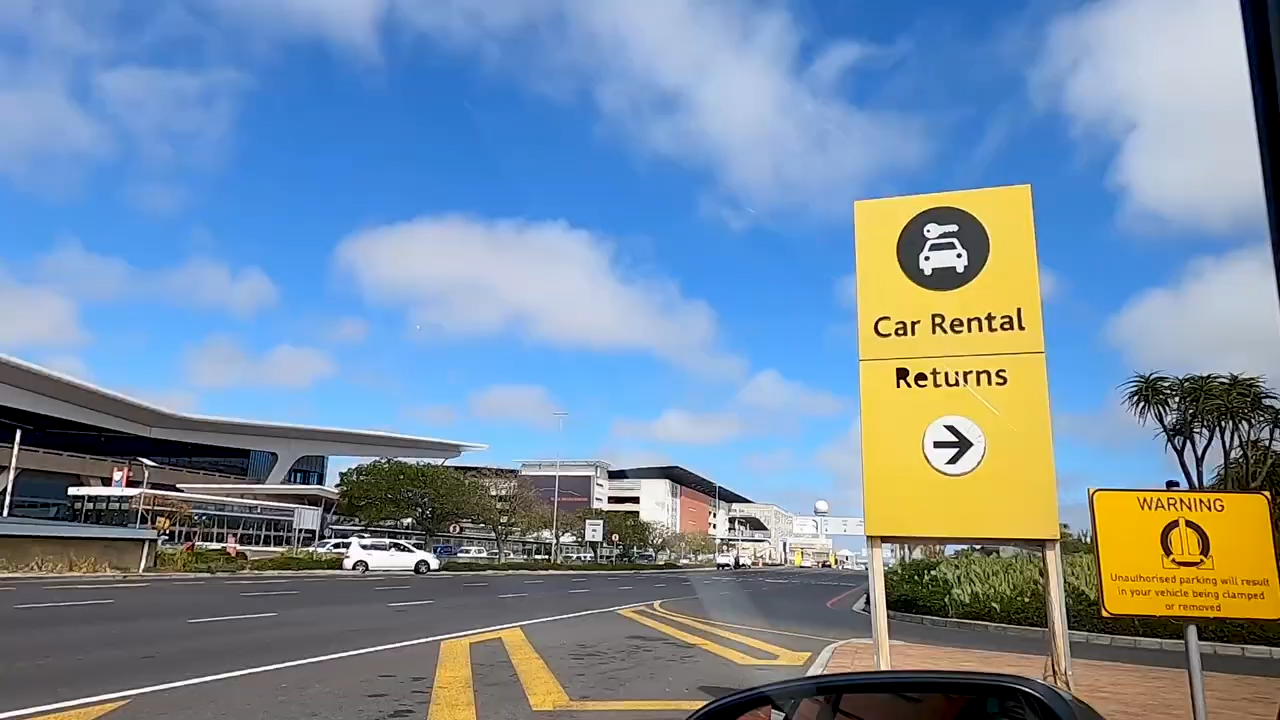 Car Rental
Returns
WARNING
Unauthorised parking will result
in your vehicle being clamped
or removed